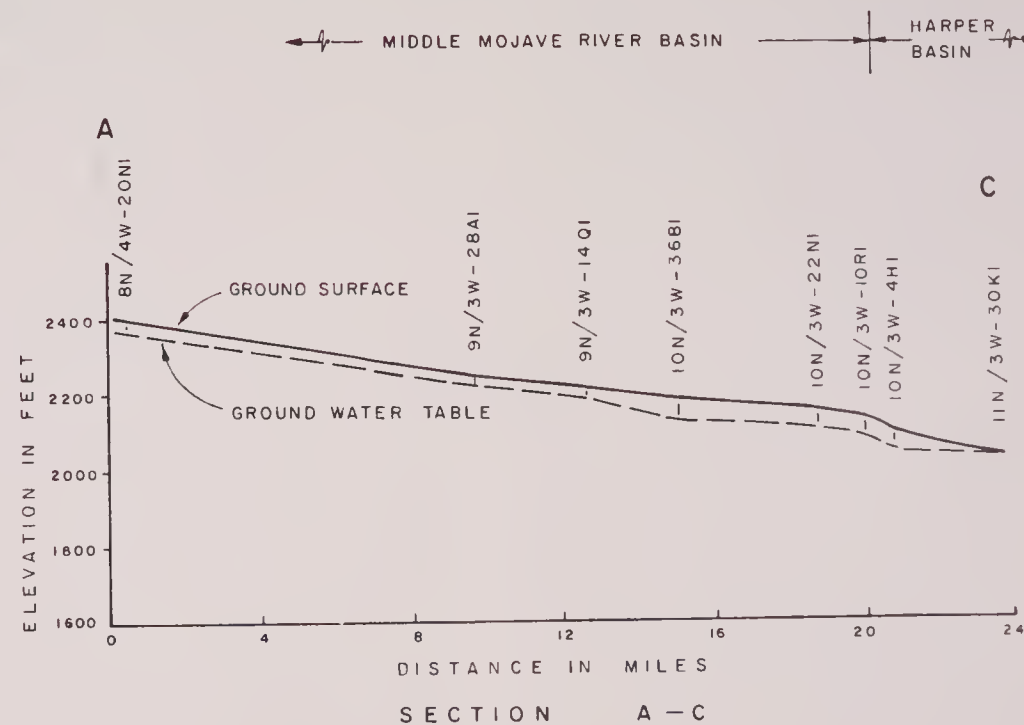 MIDDLE MOJAVE RIVER BASIN
HARPER
BASIN
A
C
8N/4W-20N1
9N/3W-28A1
9N/3W-14Q1
10N/3W-36B1
10N/3W-22N1
10N/3W-10R1
10N/3W-4H1
11N/3W-30K1
GROUND SURFACE
GROUND WATER TABLE
ELEVATION IN FEET
2400
2200
2000
1800
1600
0 4 8 12 16 20 24
DISTANCE IN MILES
SECTION A-C